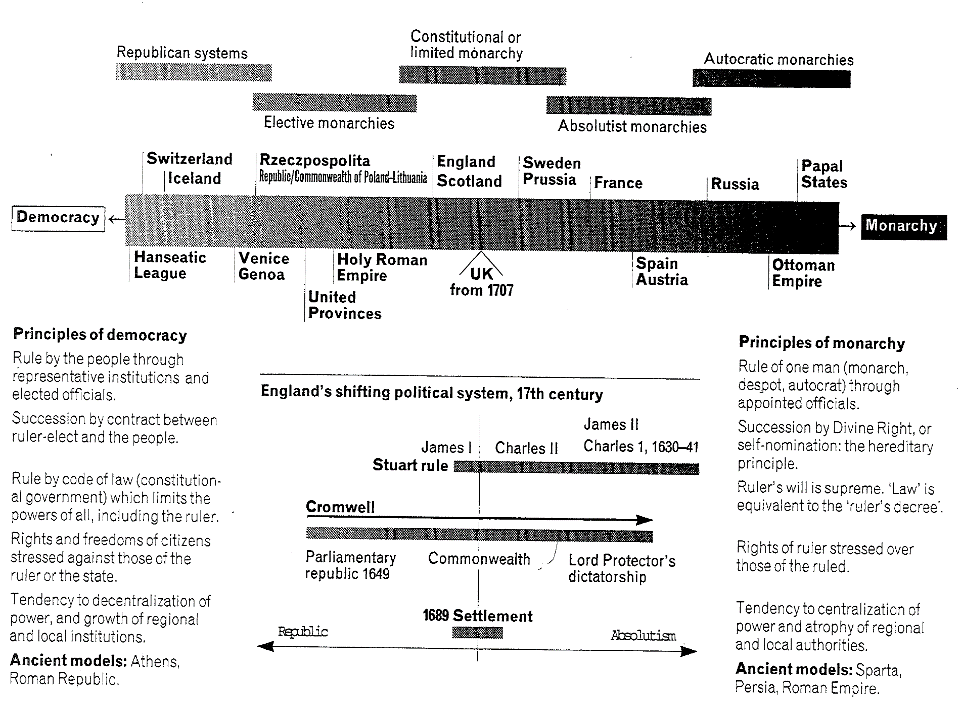 Republican systems
Constitutional or
limited monarchy
Autocratic monarchies
Elective monarchies
Absolutist monarchies
Switzerland
Iceland
Rzeczpospolita
Republic/Commonwealth of Poland-Lithuania
England
Scotland
Sweden
Prussia
France
Russia
Papal
States
Democracy
Monarchy
Hanseatic
League
Venice
Genoa
United
Provinces
Holy Roman
Empire
UK
from 1707
Spain
Austria
Ottoman
Empire
Principles of democracy
Rule by the people through
representative institutions and
elected officials.
Succession by contract between
ruler-elect and the people.
Rule by code of law (constitution-
al government) which limits the
powers of all, including the ruler.
Rights and freedoms of citizens
stressed against those of the
ruler or the state.
Tendency to decentralization of
power, and growth of regional
and local institutions.
Ancient models: Athens,
Roman Republic.
England's shifting political system, 17th century
James II
James I
Charles II
Charles 1, 1630–41
Stuart rule
Cromwell
Parliamentary
republic 1649
Commonwealth
Lord Protector's
dictatorship
1689 Settlement
Republic
Absolutism
Principles of monarchy
Rule of one man (monarch,
despot, autocrat) through
appointed officials.
Succession by Divine Right, or
self-nomination: the hereditary
principle.
Ruler's will is supreme. 'Law' is
equivalent to the 'ruler's decree'.
Rights of ruler stressed over
those of the ruled.
Tendency to centralization of
power and atrophy of regional
and local authorities.
Ancient models: Sparta,
Persia, Roman Empire.